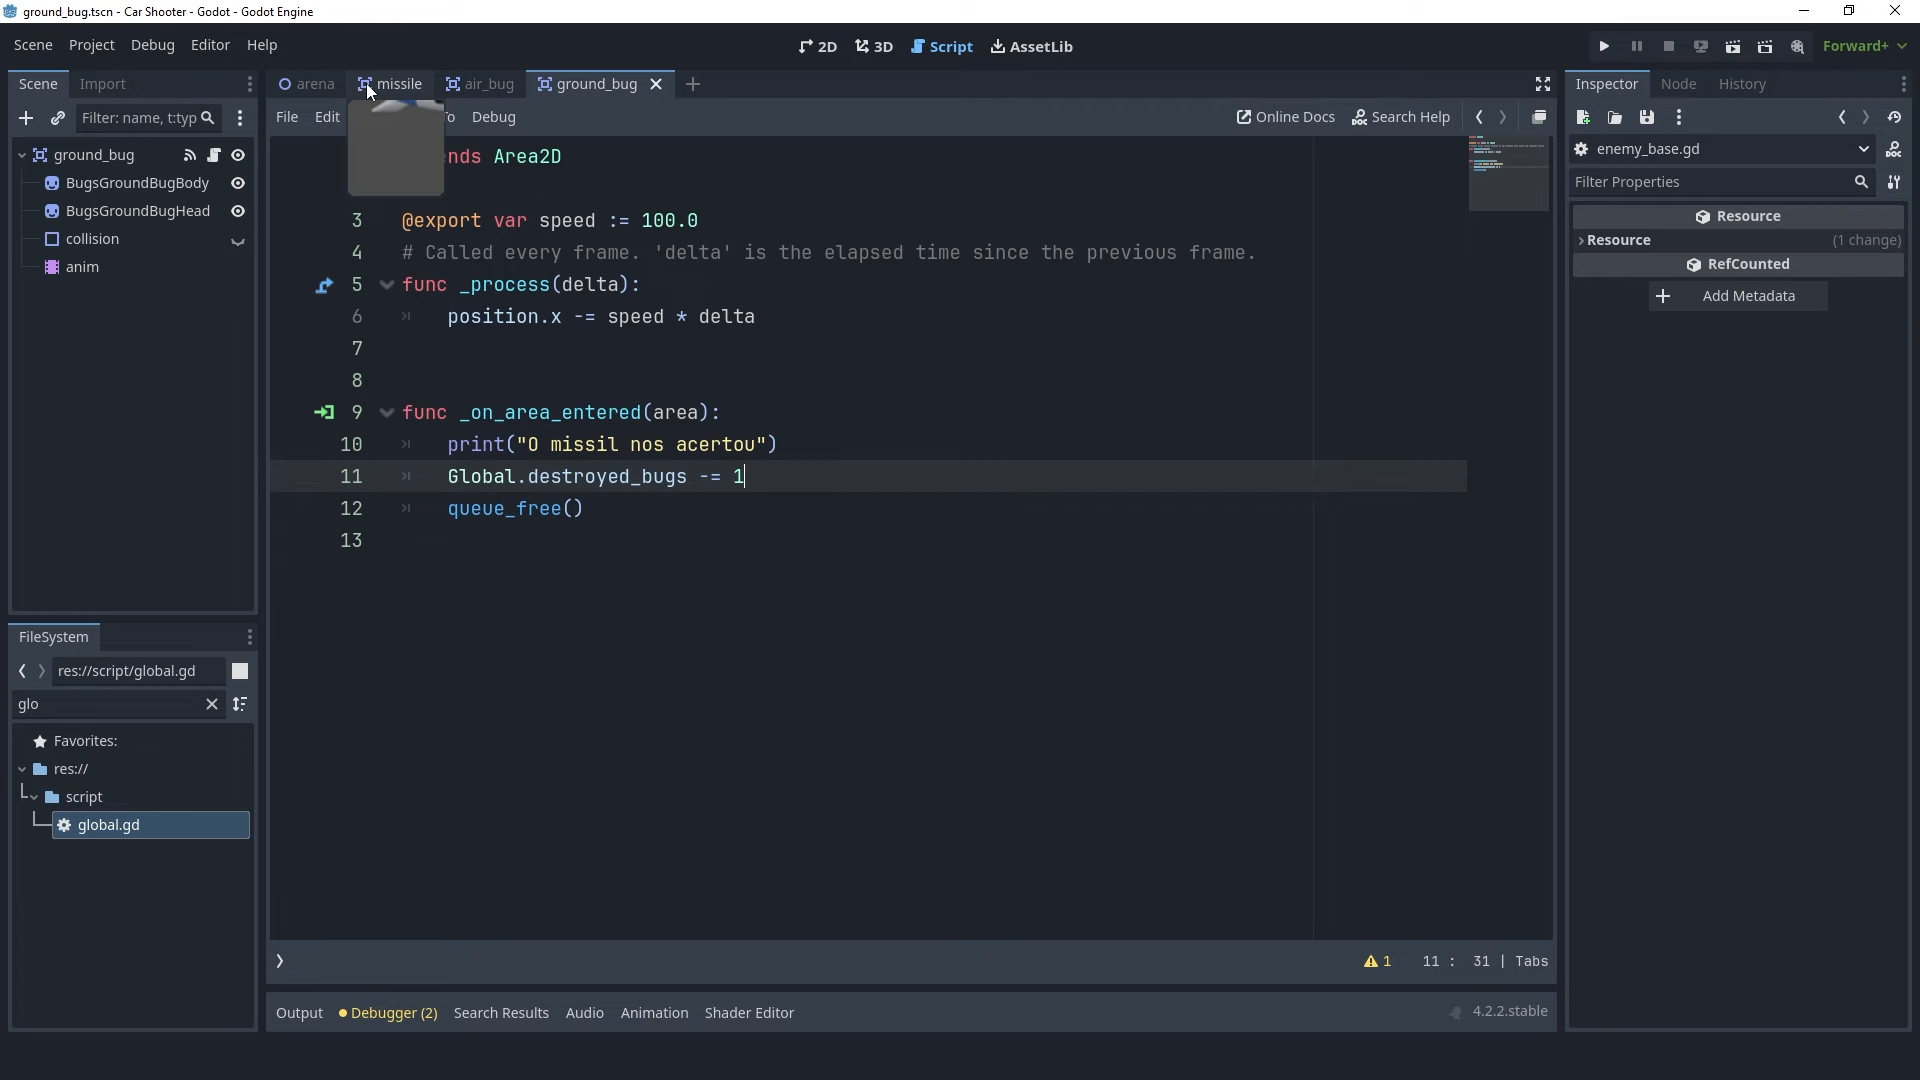 ground_bug.tscn - Car Shooter - Godot - Godot Engine
Scene Project Debug Editor Help
2D 3D Script AssetLib
Forward+
Scene Import
arena missile air_bug ground_bug
Inspector Node History
Filter: name, t:typ
File Edit o Debug
Online Docs Search Help
ground_bug
BugsGroundBugBody
BugsGroundBugHead
collision
anim
nds Area2D
3 @export var speed := 100.0
4 # Called every frame. 'delta' is the elapsed time since the previous frame.
5 func _process(delta):
6 position.x -= speed * delta
7
8
9 func _on_area_entered(area):
10 print("O missil nos acertou")
11 Global.destroyed_bugs -= 1
12 queue_free()
13
enemy_base.gd
Filter Properties
Resource
Resource (1 change)
RefCounted
Add Metadata
FileSystem
res://script/global.gd
glo
Favorites:
res://
script
global.gd
1 11 : 31 | Tabs
Output Debugger (2) Search Results Audio Animation Shader Editor
4.2.2.stable